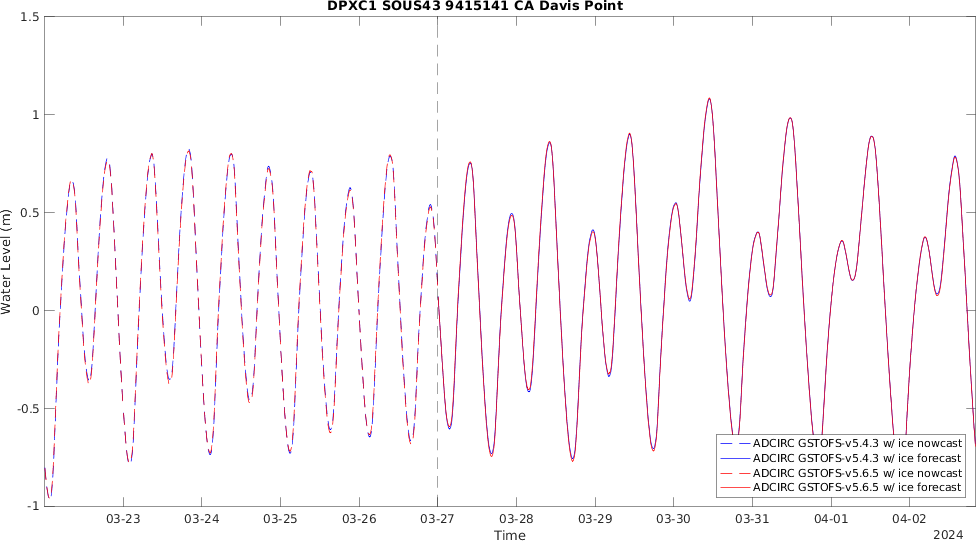 DPXC1 SOUS43 9415141 CA Davis Point
1.5
1
0.5
0
-0.5
-1
Water Level (m)
03-23 03-24 03-25 03-26 03-27 03-28 03-29 03-30 03-31 04-01 04-02
Time
2024
ADCIRC GSTOFS-v5.4.3 w/ ice nowcast
ADCIRC GSTOFS-v5.4.3 w/ ice forecast
ADCIRC GSTOFS-v5.6.5 w/ ice nowcast
ADCIRC GSTOFS-v5.6.5 w/ ice forecast